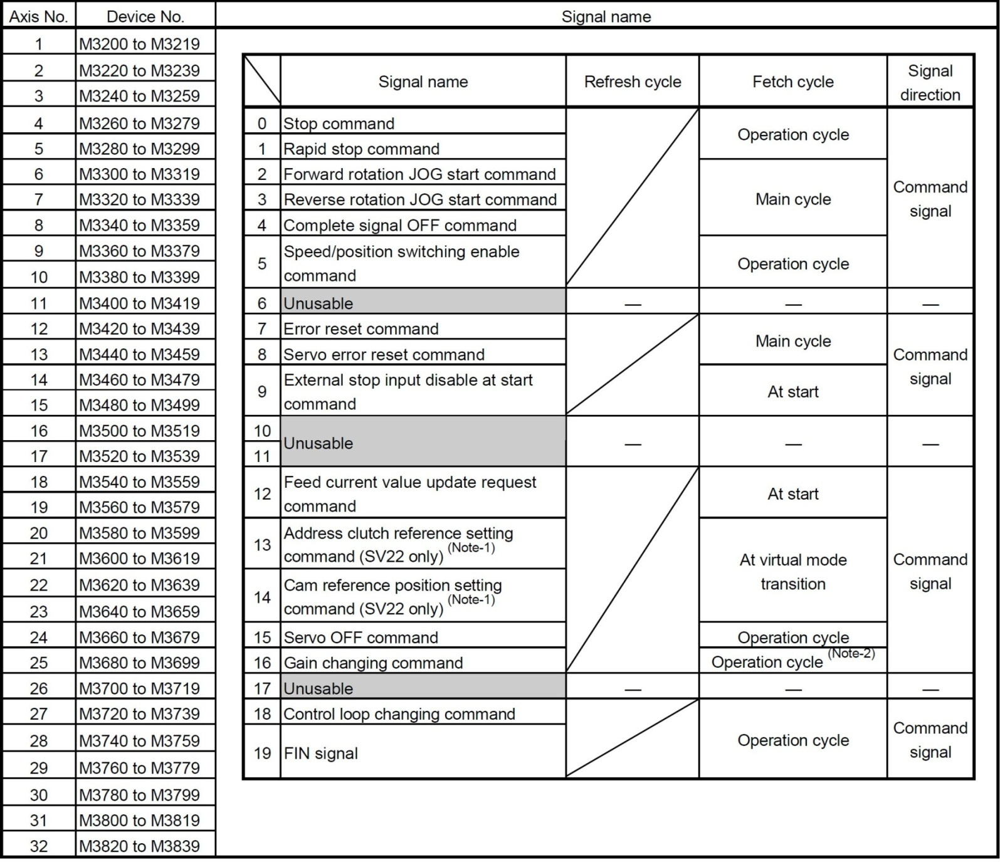 Axis No. Device No. Signal name
1 M3200 to M3219
2 M3220 to M3239
3 M3240 to M3259
4 M3260 to M3279
5 M3280 to M3299
6 M3300 to M3319
7 M3320 to M3339
8 M3340 to M3359
9 M3360 to M3379
10 M3380 to M3399
11 M3400 to M3419
12 M3420 to M3439
13 M3440 to M3459
14 M3460 to M3479
15 M3480 to M3499
16 M3500 to M3519
17 M3520 to M3539
18 M3540 to M3559
19 M3560 to M3579
20 M3580 to M3599
21 M3600 to M3619
22 M3620 to M3639
23 M3640 to M3659
24 M3660 to M3679
25 M3680 to M3699
26 M3700 to M3719
27 M3720 to M3739
28 M3740 to M3759
29 M3760 to M3779
30 M3780 to M3799
31 M3800 to M3819
32 M3820 to M3839
Signal name Refresh cycle Fetch cycle Signal
direction
0 Stop command
Operation cycle
1 Rapid stop command
2 Forward rotation JOG start command
Command
signal
3 Reverse rotation JOG start command
Main cycle
4 Complete signal OFF command
5 Speed/position switching enable
command
Operation cycle
6 Unusable — — —
7 Error reset command
Main cycle
8 Servo error reset command
Command
signal
9 External stop input disable at start
command
At start
10
11
Unusable — — —
12 Feed current value update request
command
At start
13 Address clutch reference setting
command (SV22 only) (Note-1)
At virtual mode
transition
Command
signal
14 Cam reference position setting
command (SV22 only) (Note-1)
15 Servo OFF command Operation cycle
16 Gain changing command Operation cycle (Note-2)
17 Unusable — — —
18 Control loop changing command
Operation cycle
Command
signal
19 FIN signal